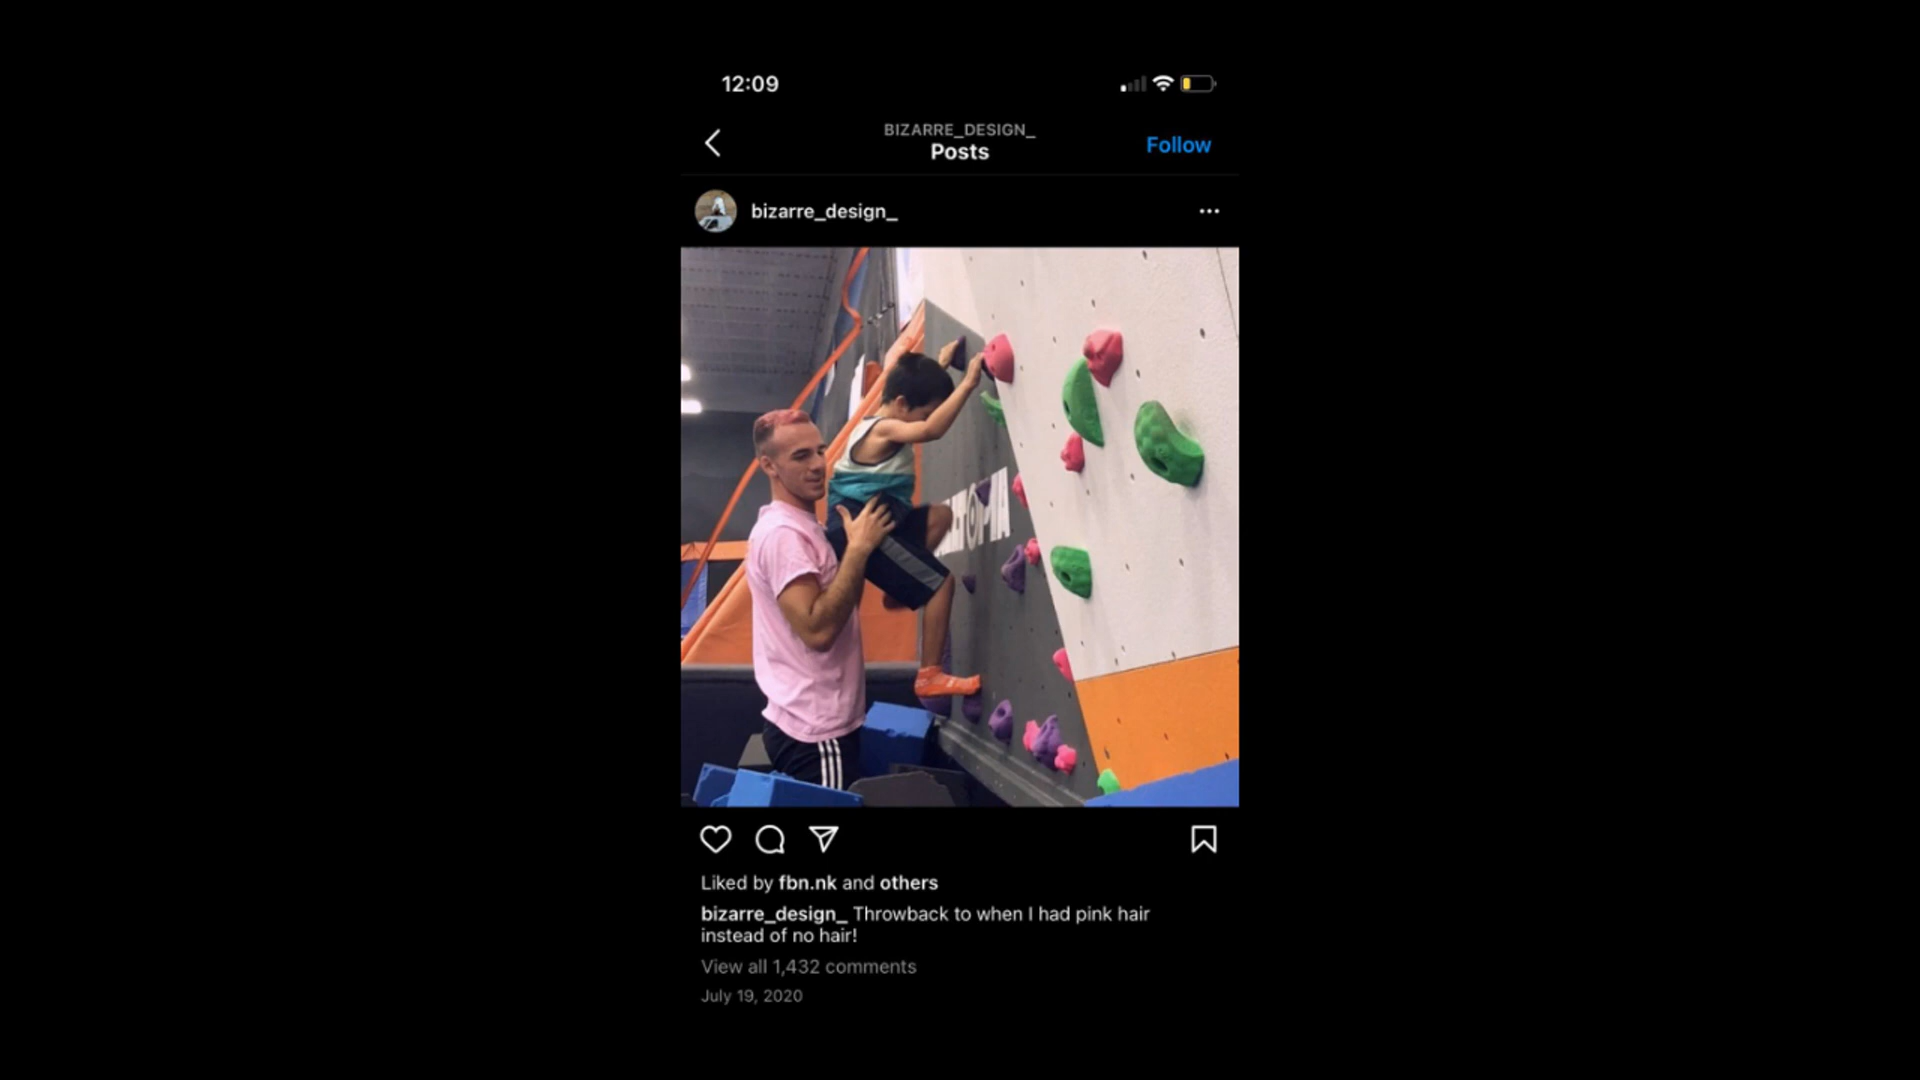 12:09
BIZARRE_DESIGN_
Posts
Follow
bizarre_design_
Liked by fbn.nk and others
bizarre_design_ Throwback to when I had pink hair
instead of no hair!
View all 1,432 comments
July 19, 2020